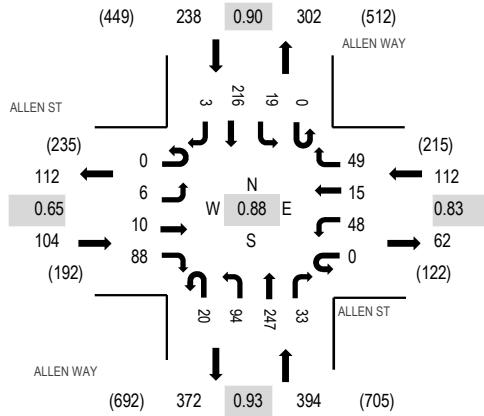 (449) 238 0.90 302 (512)
ALLEN WAY
3 216 19 0
ALLEN ST
(235) (215)
0 49
112 112
6 N 15
0.65 W 0.88 E 0.83
10 48
104 S 62
88 0
(192) (122)
20 94 247 33
ALLEN ST
ALLEN WAY
(692) 372 0.93 394 (705)